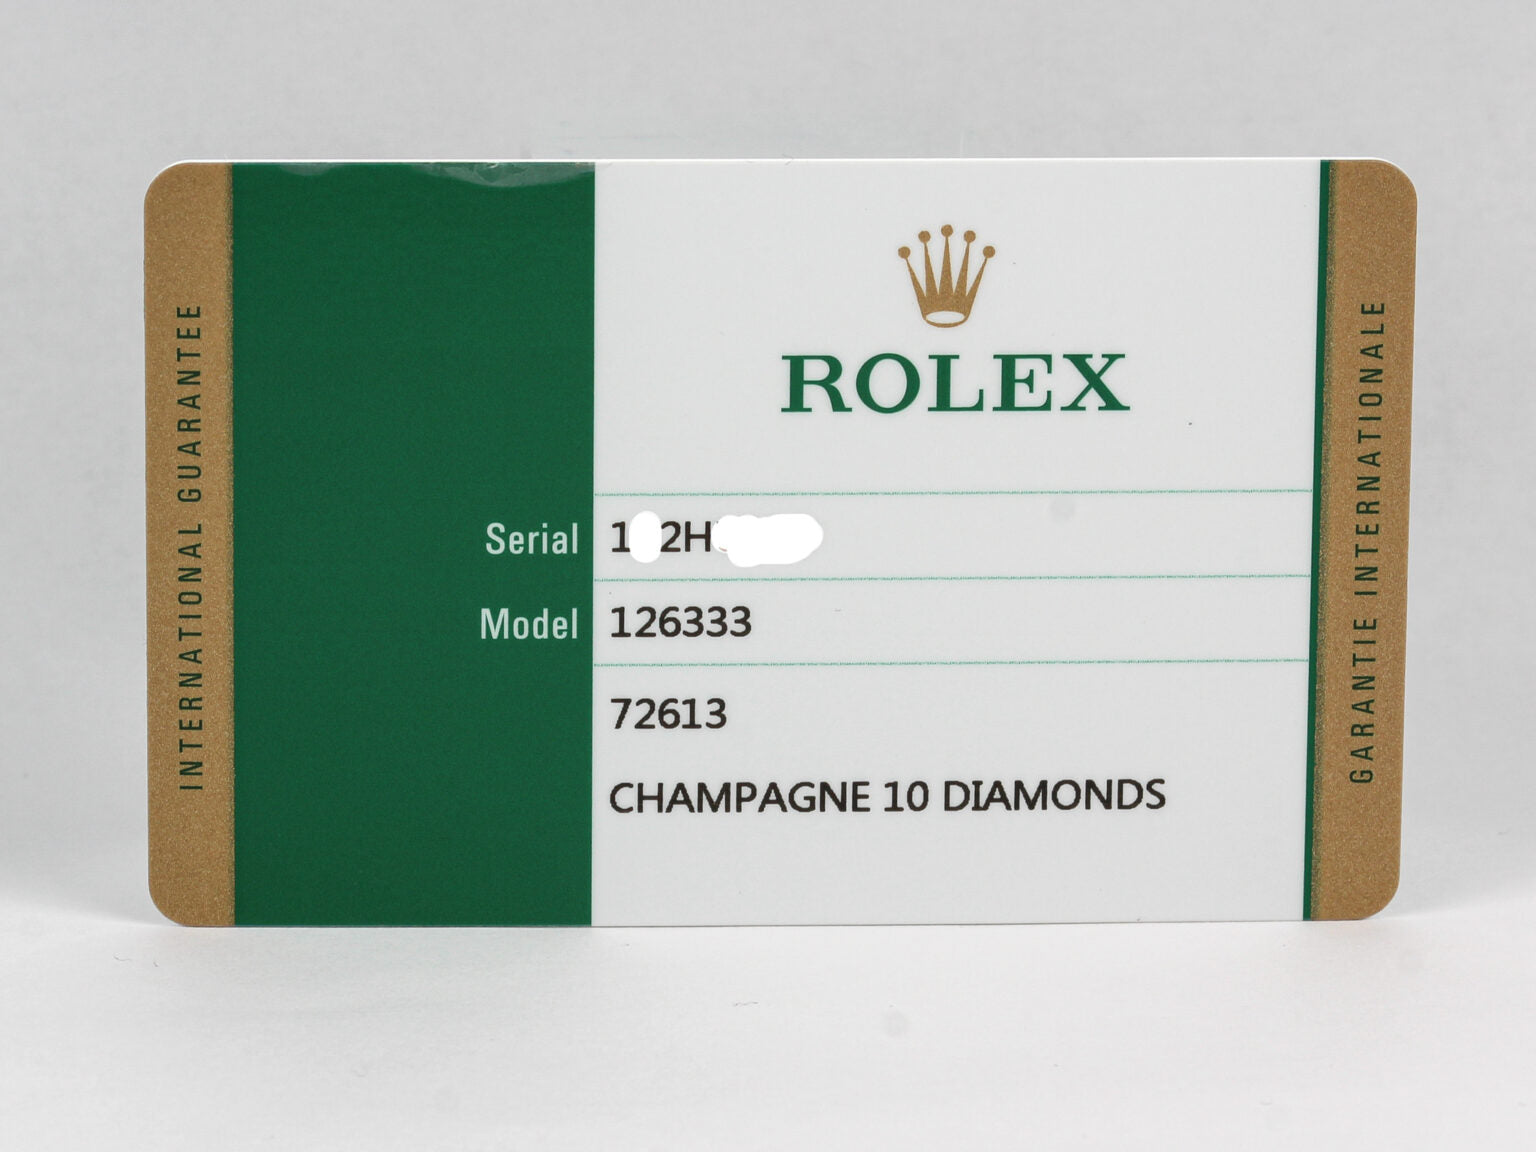 INTERNATIONAL GUARANTEE
ROLEX
Serial
Model 126333
72613
CHAMPAGNE 10 DIAMONDS
GARANTIE INTERNATIONALE